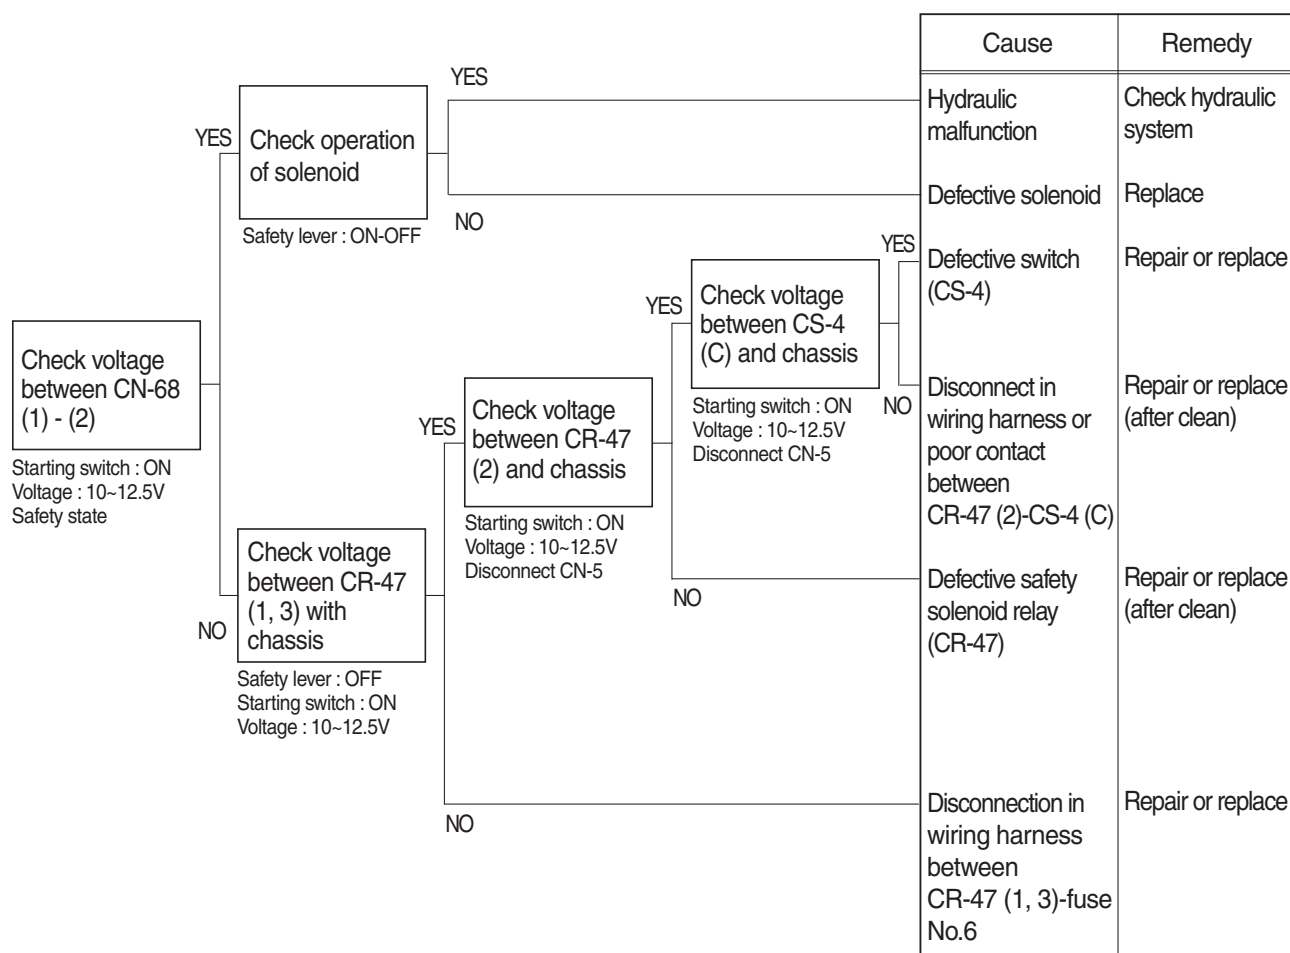 Cause
Remedy
YES
Hydraulic
malfunction
Check hydraulic
system
YES
Check operation
of solenoid
Defective solenoid
Replace
NO
Safety lever : ON-OFF
YES
Defective switch
(CS-4)
Repair or replace
YES
Check voltage
between CS-4
(C) and chassis
Check voltage
between CN-68
(1) - (2)
Starting switch : ON
Voltage : 10~12.5V
Disconnect CN-5
NO
Disconnect in
wiring harness or
poor contact
between
CR-47 (2)-CS-4 (C)
Repair or replace
(after clean)
YES
Check voltage
between CR-47
(2) and chassis
Starting switch : ON
Voltage : 10~12.5V
Safety state
Starting switch : ON
Voltage : 10~12.5V
Disconnect CN-5
Check voltage
between CR-47
(1, 3) with
chassis
NO
NO
Defective safety
solenoid relay
(CR-47)
Repair or replace
(after clean)
Safety lever : OFF
Starting switch : ON
Voltage : 10~12.5V
NO
Disconnection in
wiring harness
between
CR-47 (1, 3)-fuse
No.6
Repair or replace